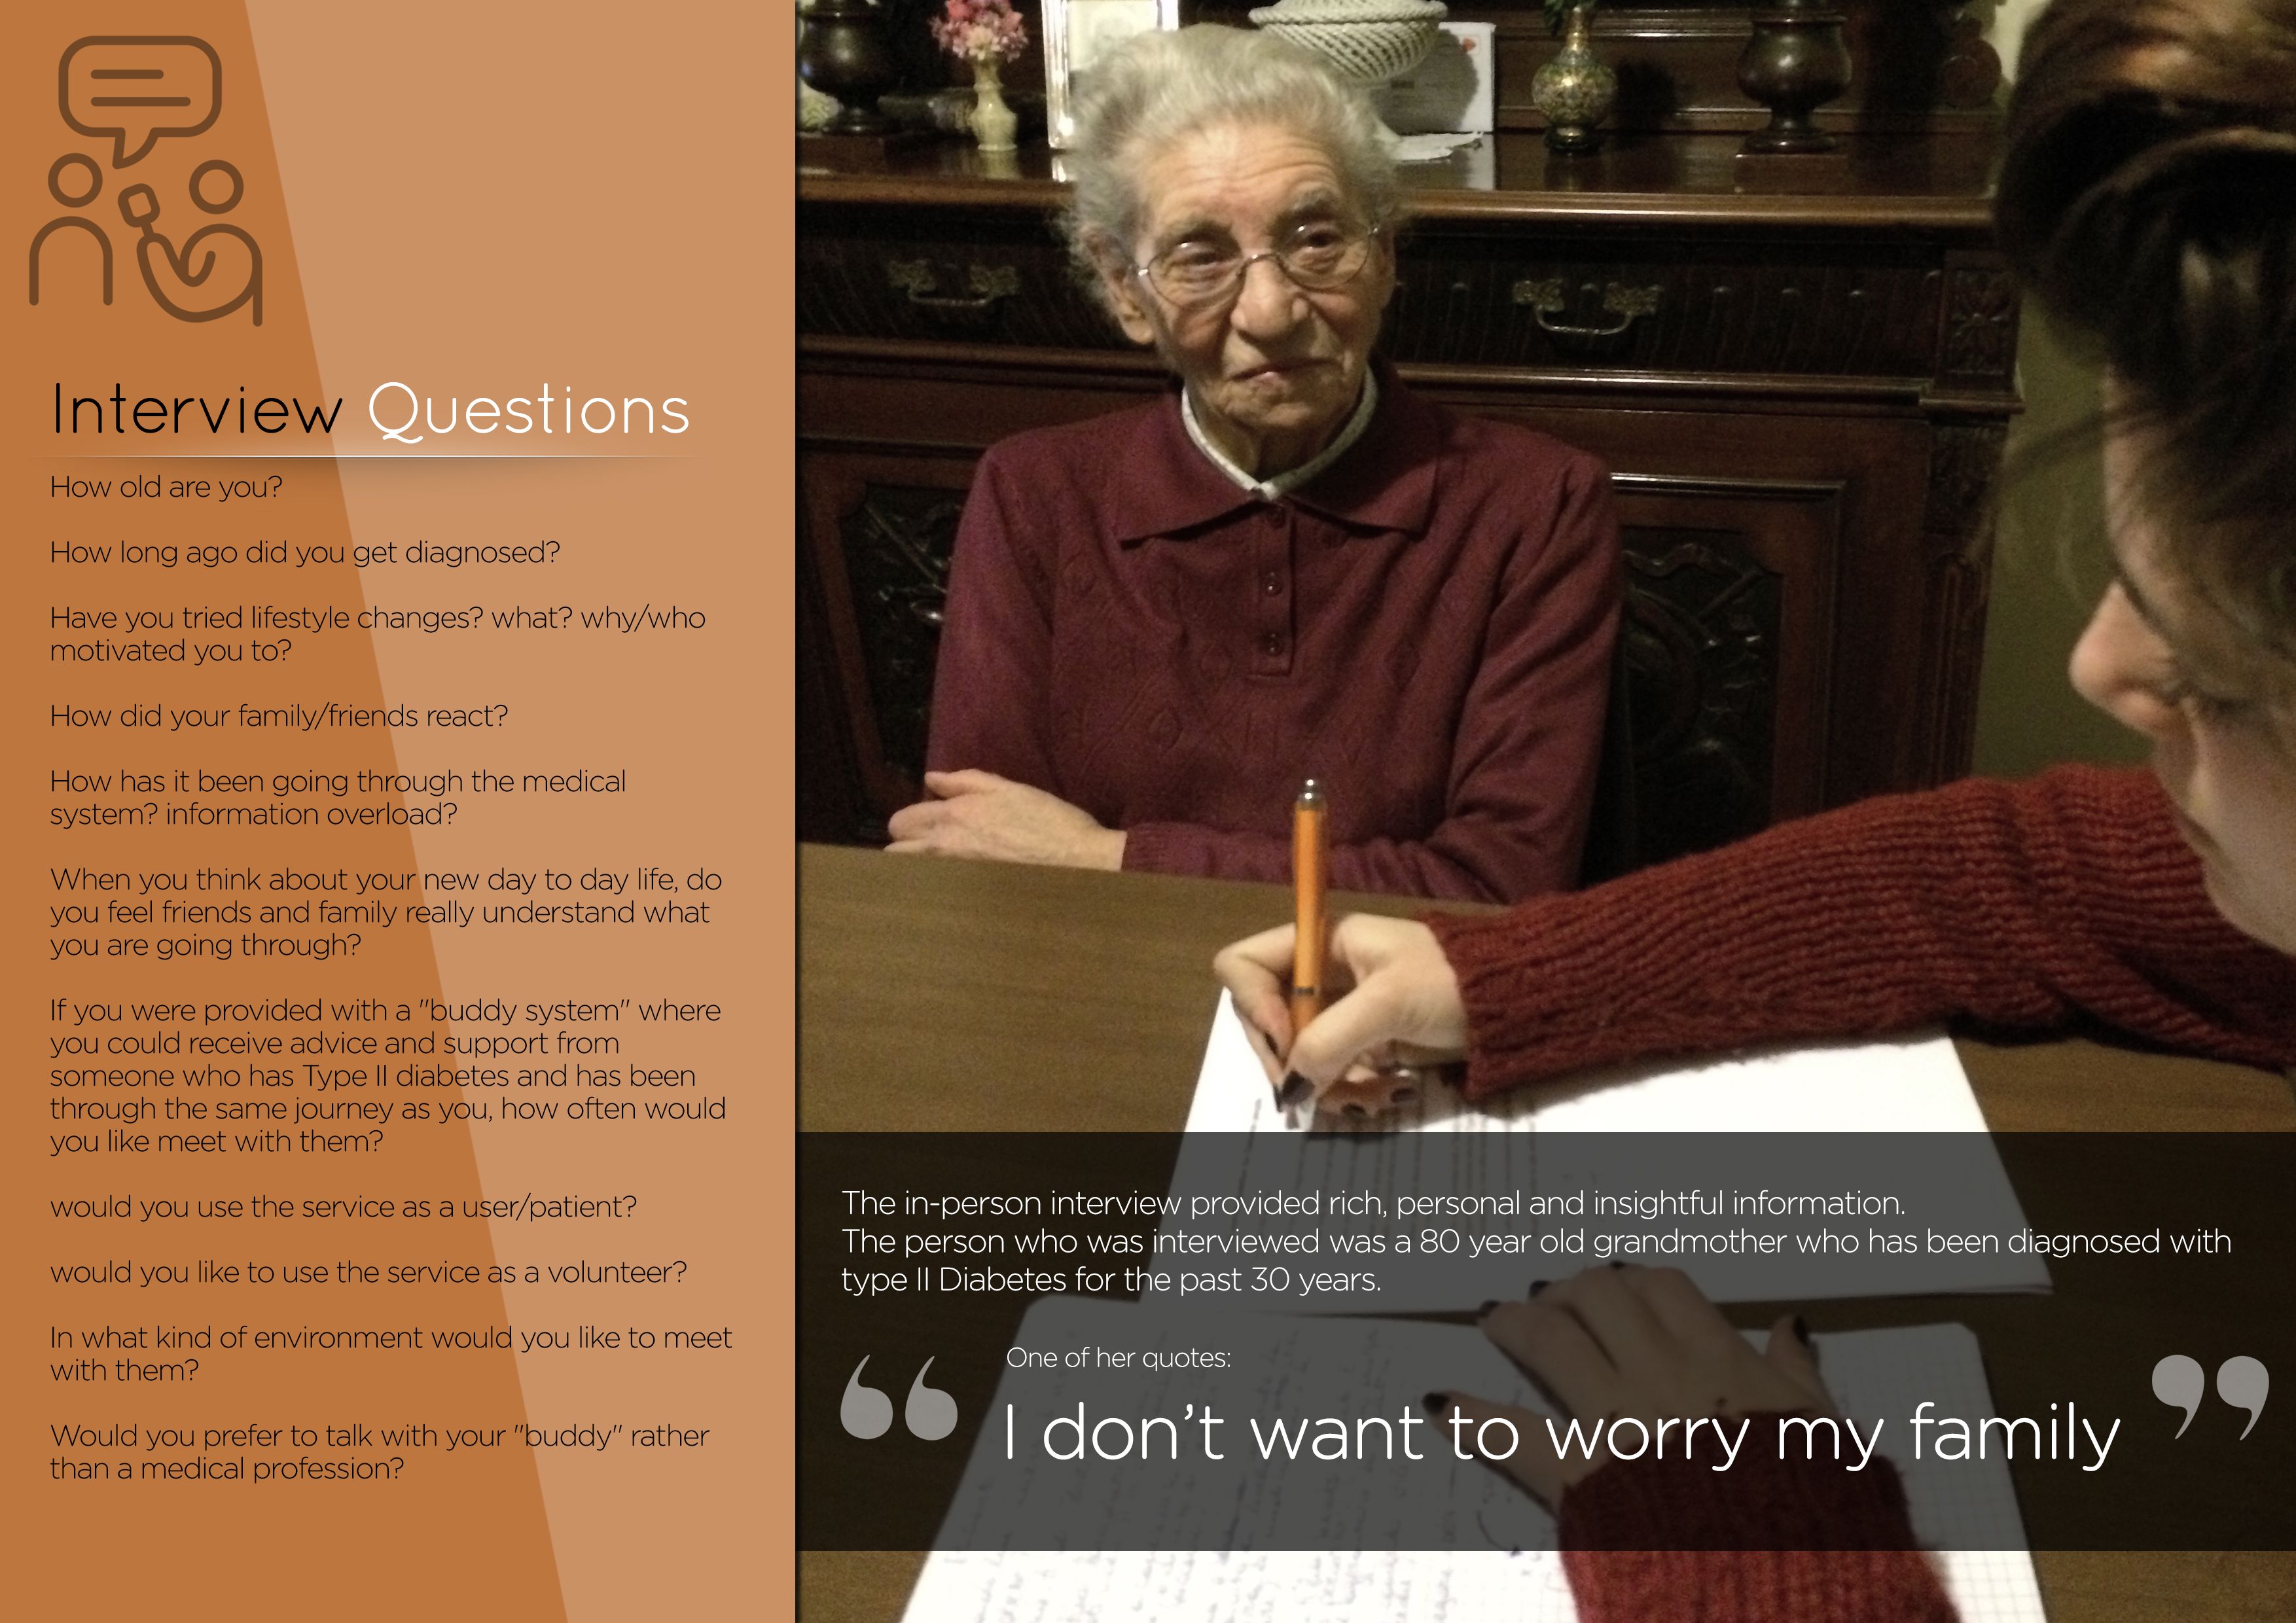 Interview Questions
How old are you?
How long ago did you get diagnosed?
Have you tried lifestyle changes? what? why/who
motivated you to?
How did your family/friends react?
How has it been going through the medical
system? information overload?
When you think about your new day to day life, do
you feel friends and family really understand what
you are going through?
If you were provided with a "buddy system" where
you could receive advice and support from
someone who has Type II diabetes and has been
through the same journey as you, how often would
you like meet with them?
would you use the service as a user/patient?
would you like to use the service as a volunteer?
In what kind of environment would you like to meet
with them?
Would you prefer to talk with your "buddy" rather
than a medical profession?
The in-person interview provided rich, personal and insightful information.
The person who was interviewed was a 80 year old grandmother who has been diagnosed with
type II Diabetes for the past 30 years.
One of her quotes:
“I don’t want to worry my family”